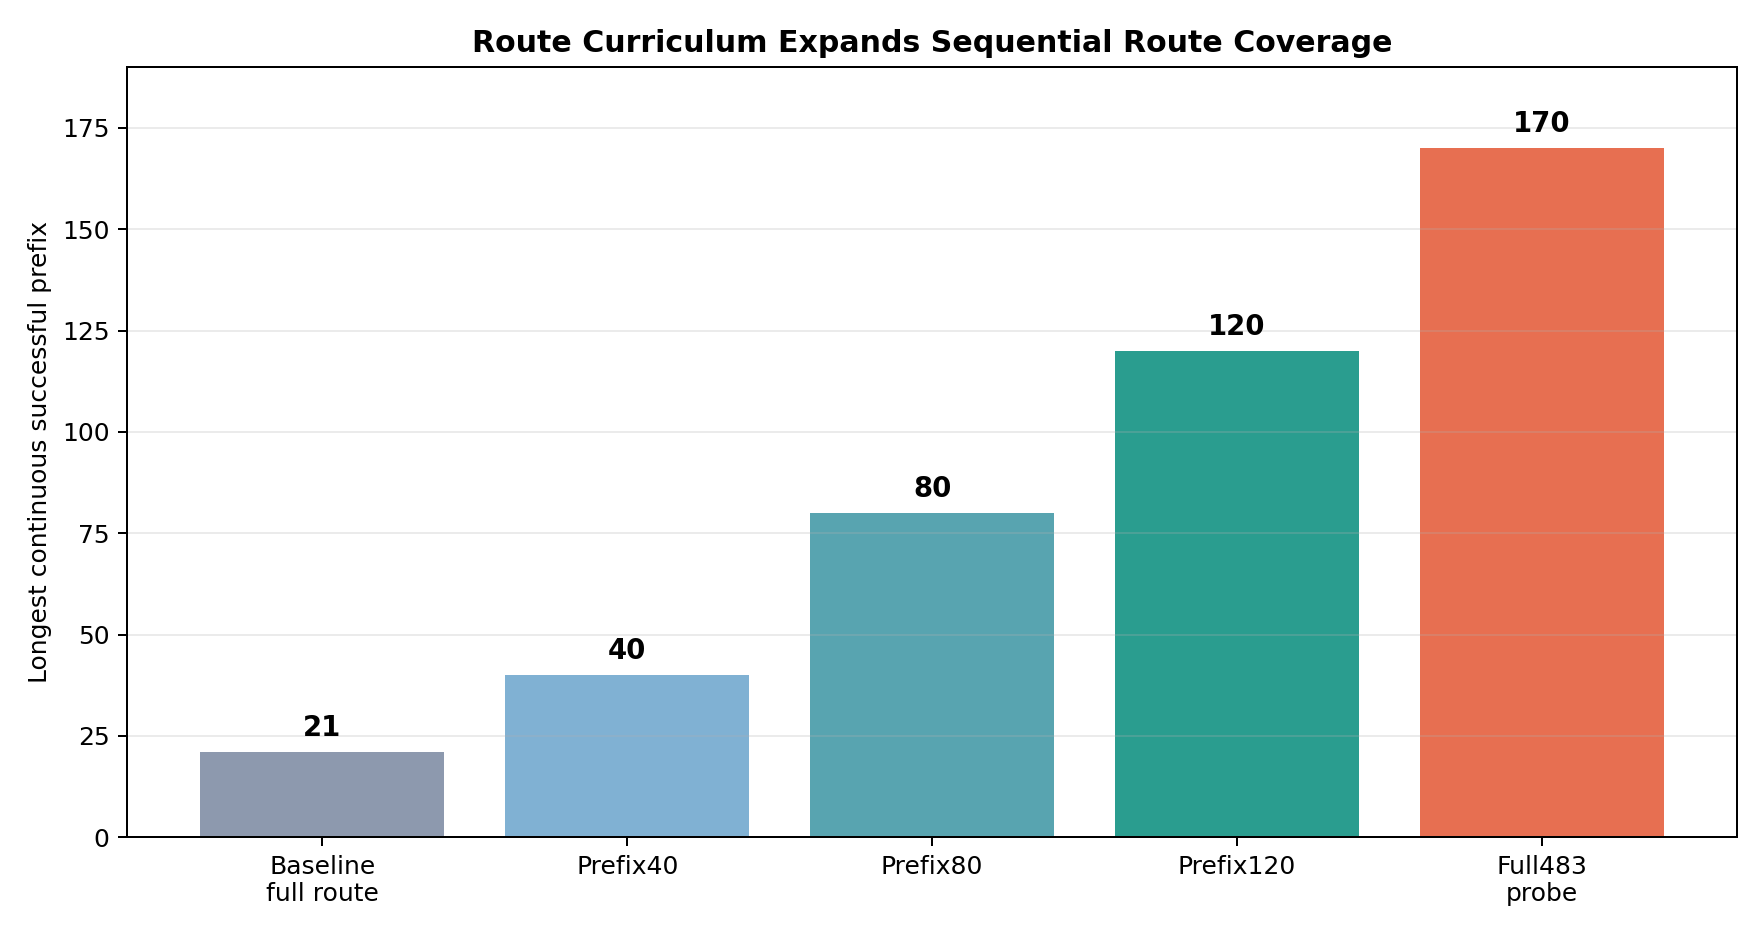 Route Curriculum Expands Sequential Route Coverage
Longest continuous successful prefix
175
150
125
100
75
50
25
0
21
40
80
120
170
Baseline
full route
Prefix40
Prefix80
Prefix120
Full483
probe